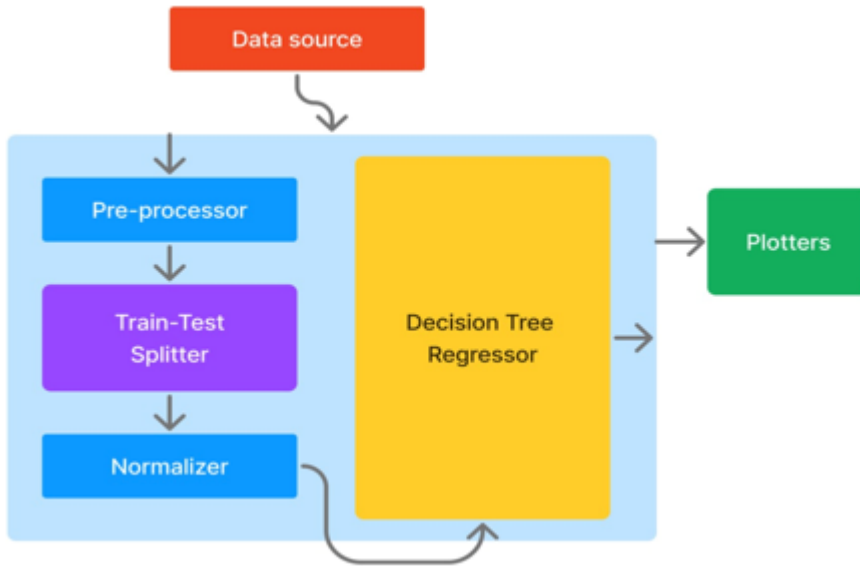 Data source
Pre-processor
Train-Test
Splitter
Normalizer
Decision Tree
Regressor
Plotters